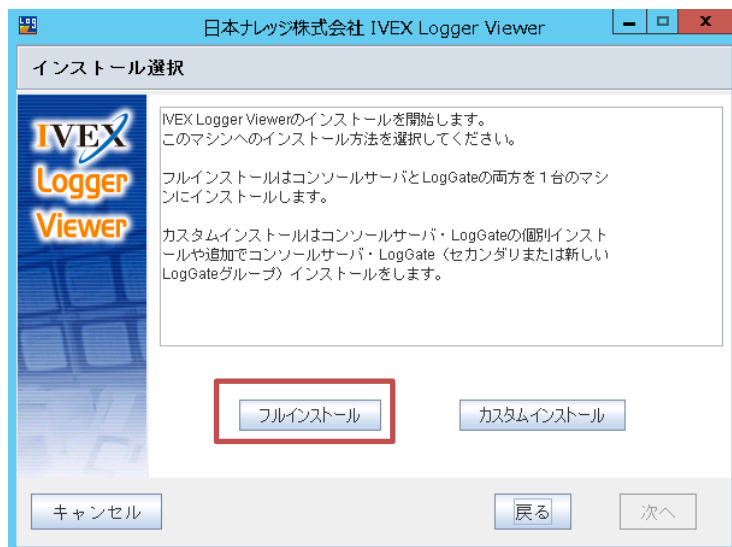 LOG
日本ナレッジ株式会社 IVEX Logger Viewer
インストール選択
IVEX
Logger
Viewer
IVEX Logger Viewerのインストールを開始します。
このマシンへのインストール方法を選択してください。
フルインストールはコンソールサーバとLogGateの両方を１台のマシ
ンにインストールします。
カスタムインストールはコンソールサーバ・LogGateの個別インスト
ールや追加でコンソールサーバ・LogGate（セカンダリまたは新しい
LogGateグループ）インストールをします。
フルインストール
カスタムインストール
キャンセル
戻る
次へ